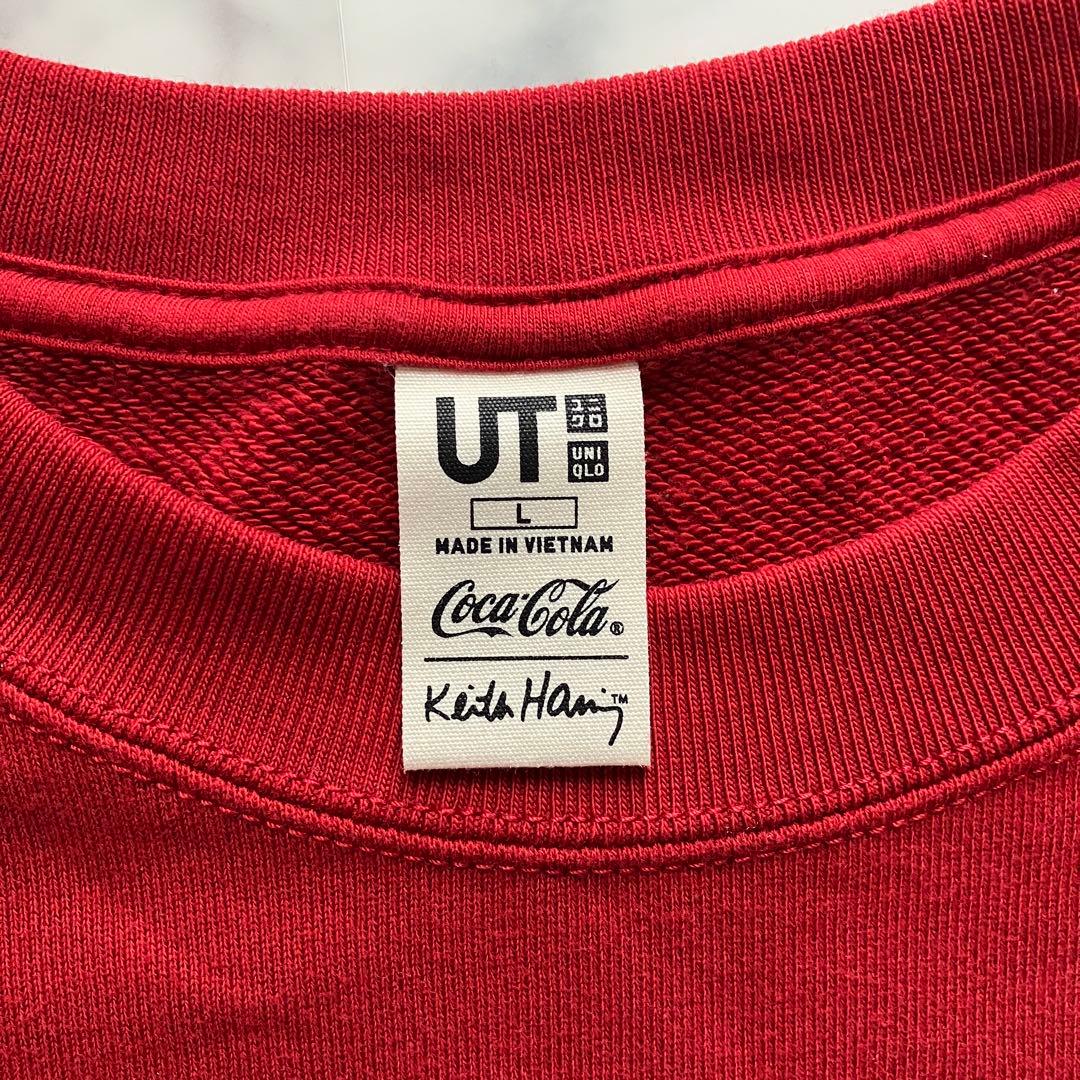 UT ユニクロ
UNIQLO
L
MADE IN VIETNAM
Coca-Cola®
Keith Haring™